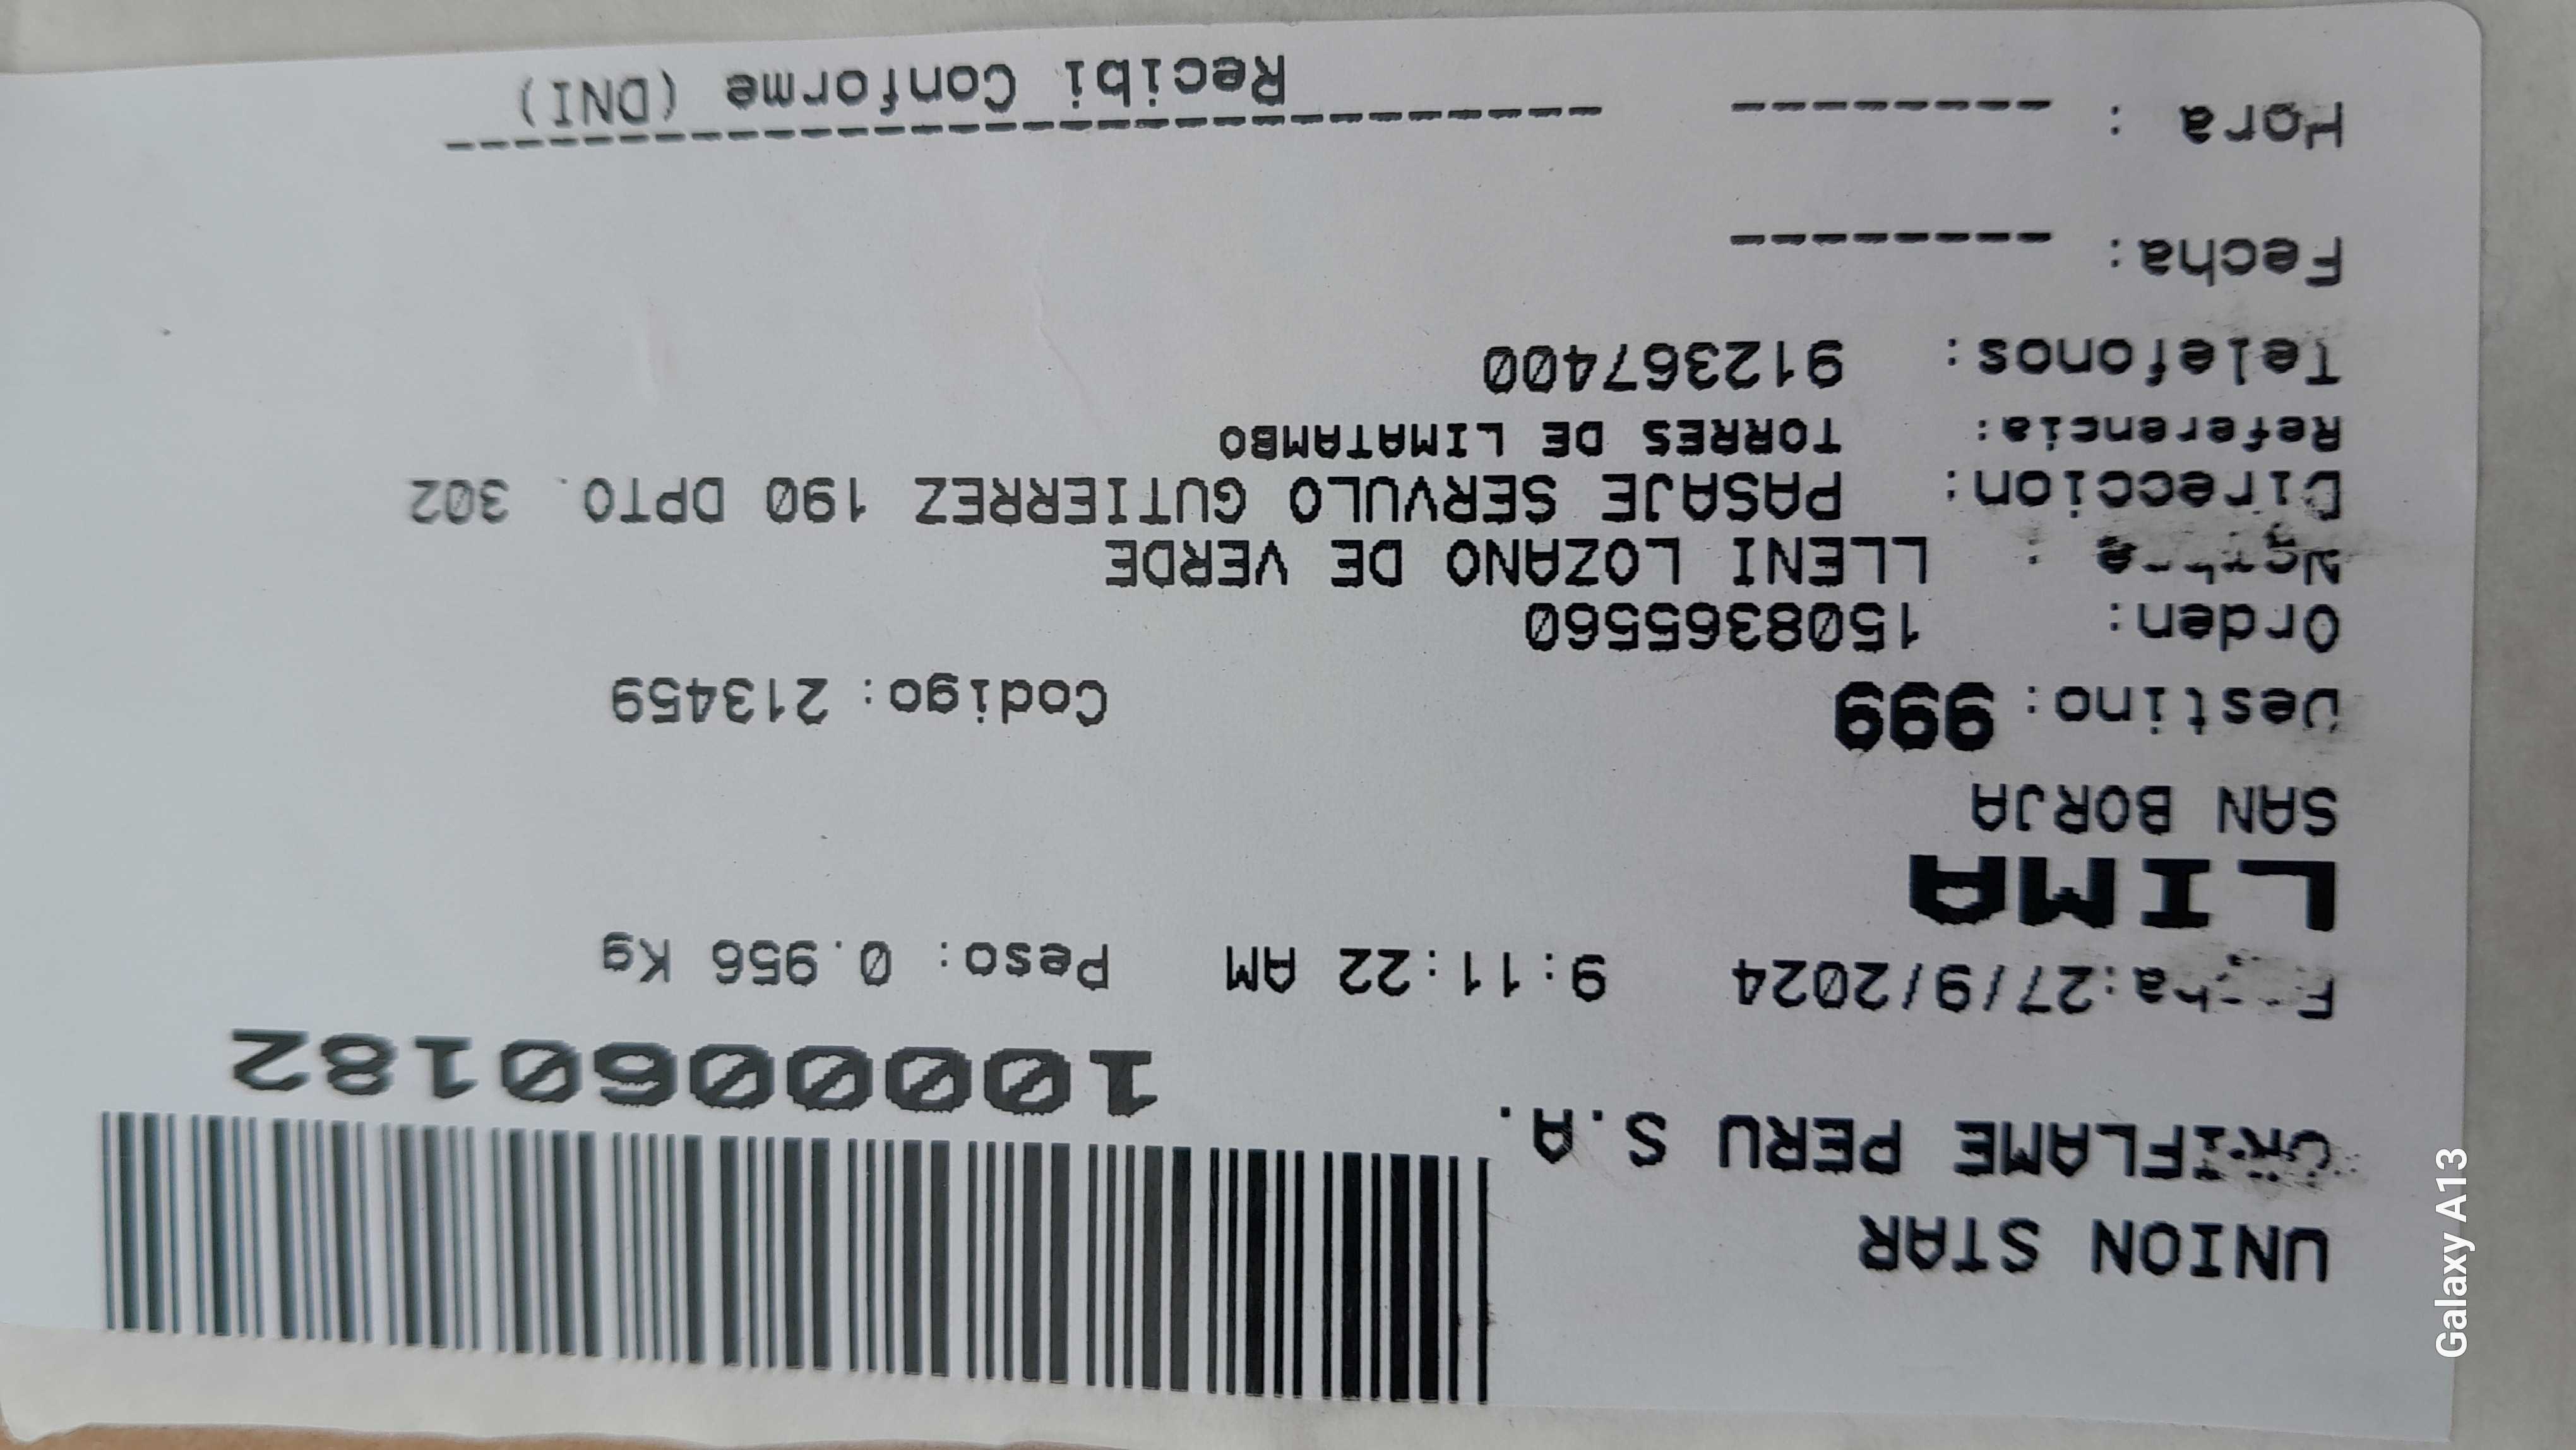 UNION STAR
ORIFLAME PERU S.A.
1000060182
Fecha:27/9/2024 9:11:22 AM Peso: 0.956 Kg
LIMA
SAN BORJA
Destino: 999 Codigo: 213459
Orden: 1508365560
Nombre : LLENI LOZANO DE VERDE
Direccion: PASAJE SERVULO GUTIERREZ 190 DPTO. 302
Referencia: TORRES DE LIMATAMBO
Telefonos: 912367400
Fecha: --------
Hora : --------
Recibi Conforme (DNI)
Galaxy A13